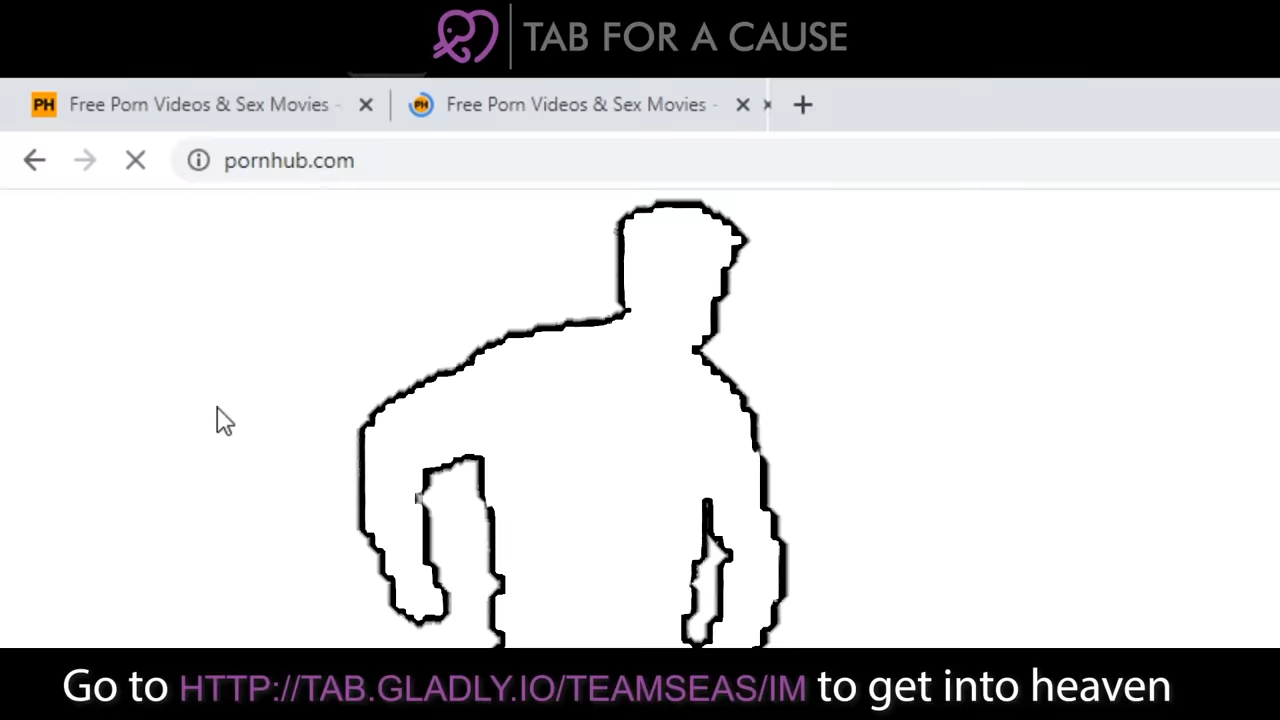 TAB FOR A CAUSE
PH Free Porn Videos & Sex Movies - PH Free Porn Videos & Sex Movies -
pornhub.com
Go to HTTP://TAB.GLADLY.IO/TEAMSEAS/IM to get into heaven